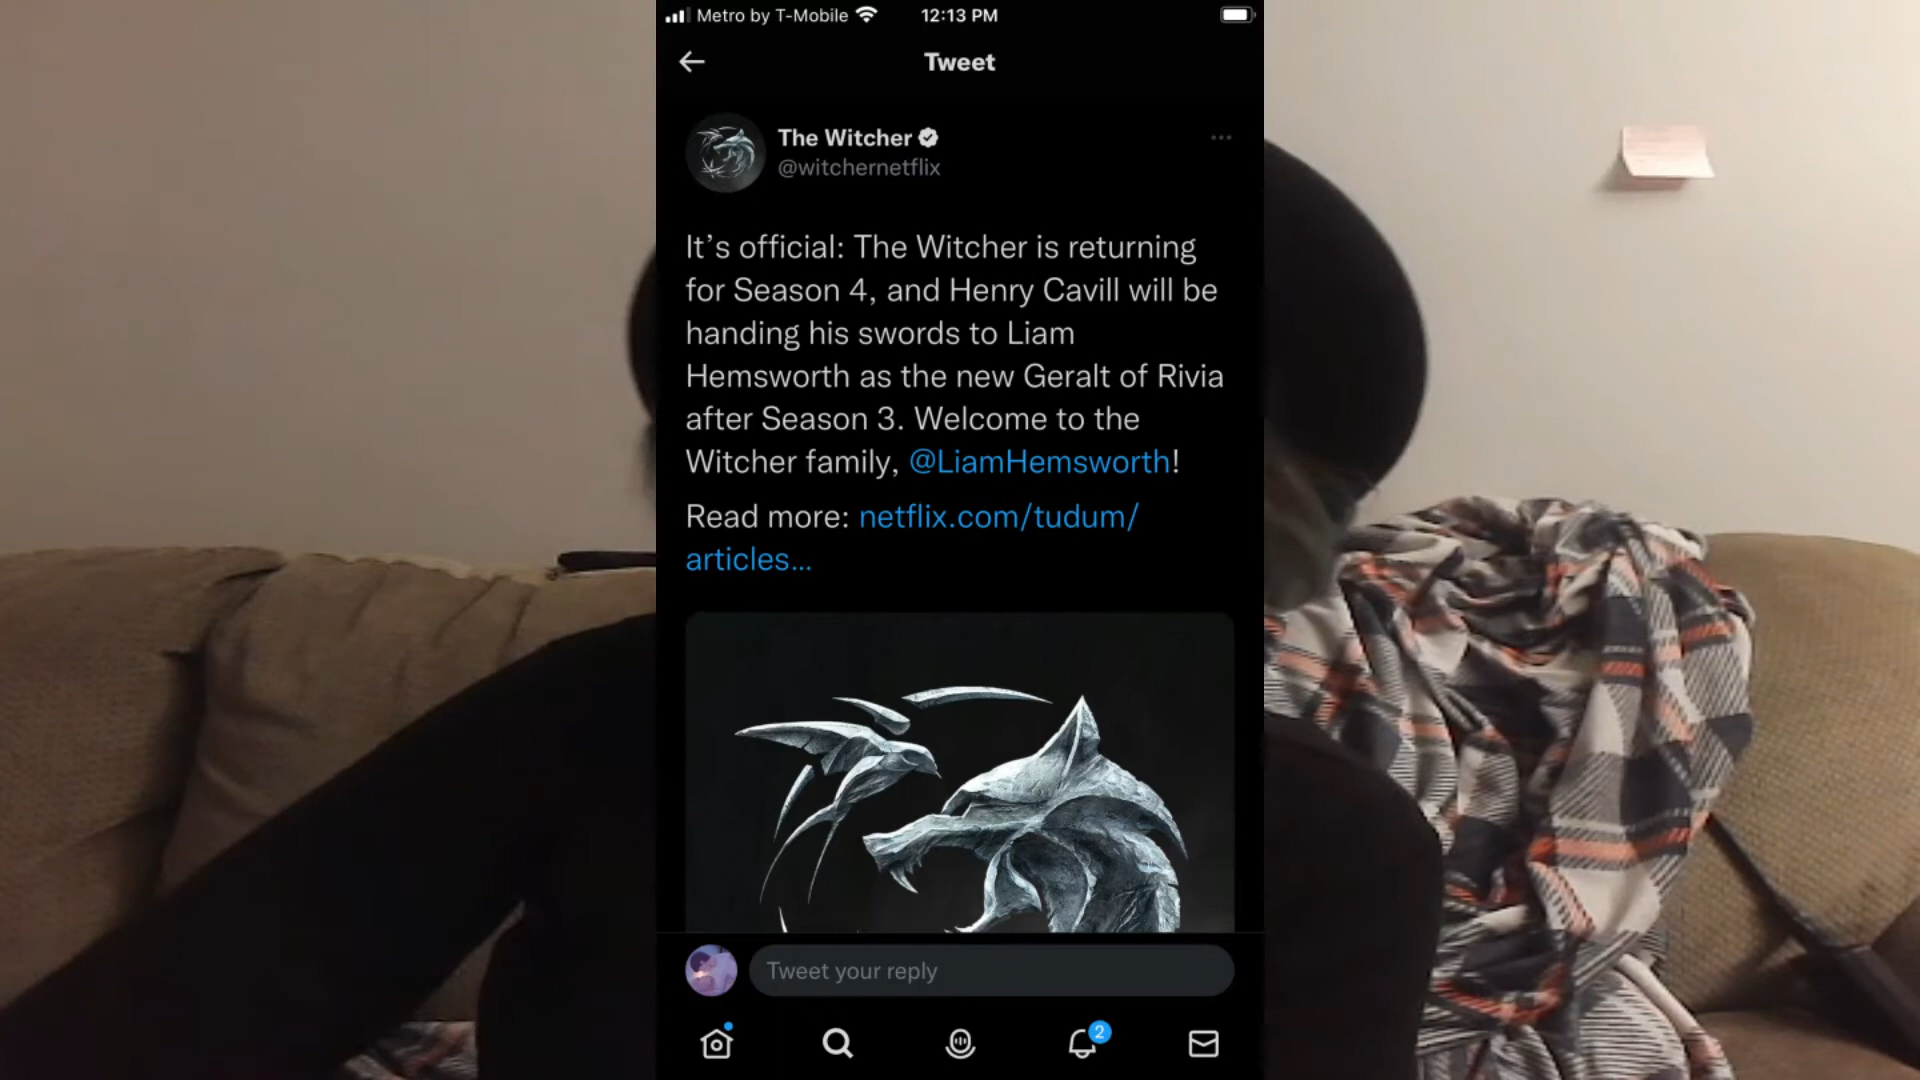 Metro by T-Mobile 12:13 PM
Tweet
The Witcher
@witchernetflix
It’s official: The Witcher is returning
for Season 4, and Henry Cavill will be
handing his swords to Liam
Hemsworth as the new Geralt of Rivia
after Season 3. Welcome to the
Witcher family, @LiamHemsworth!
Read more: netflix.com/tudum/
articles…
Tweet your reply
2